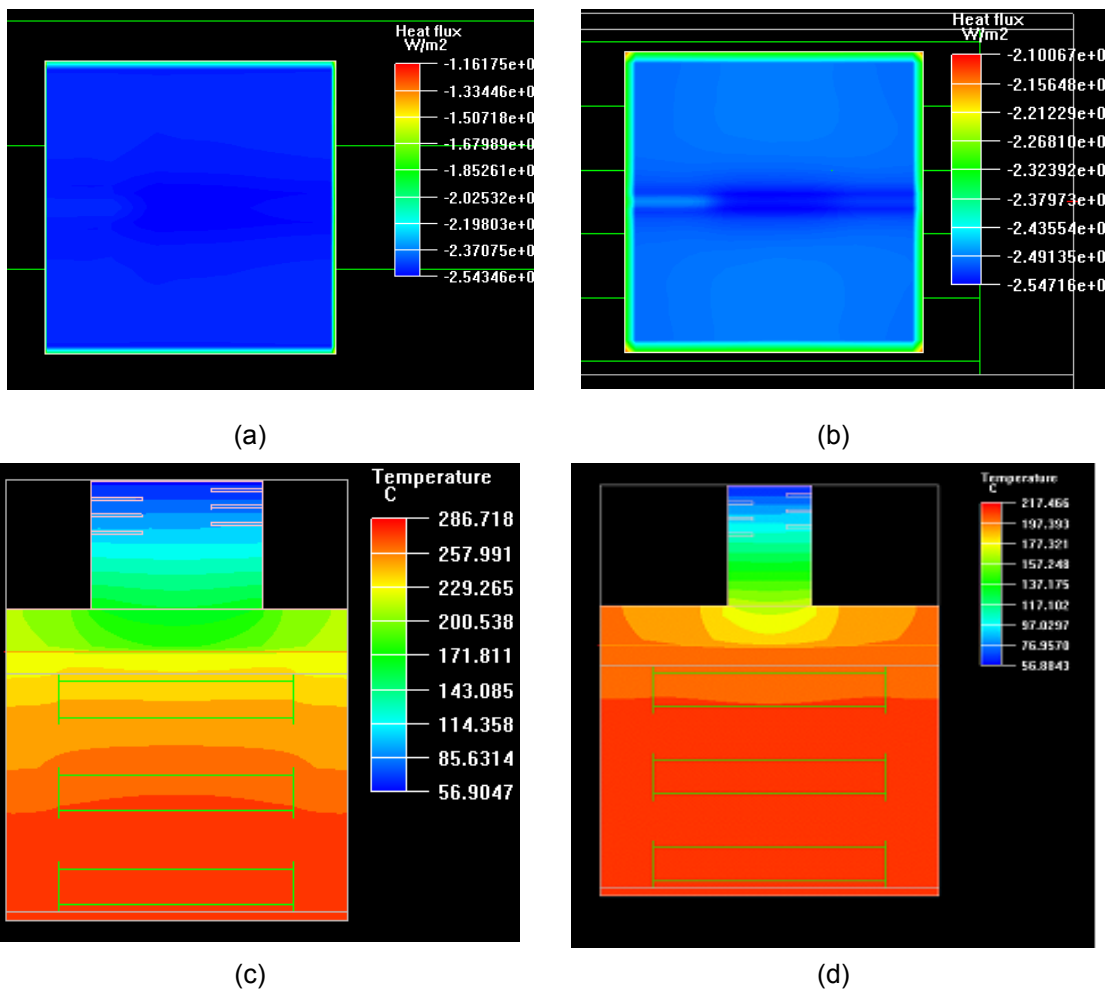 Heat flux
W/m2
-1.16175e+0
-1.33446e+0
-1.50718e+0
-1.67989e+0
-1.85261e+0
-2.02532e+0
-2.19803e+0
-2.37075e+0
-2.54346e+0
Heat flux
W/m2
-2.10067e+0
-2.15648e+0
-2.21229e+0
-2.26810e+0
-2.32392e+0
-2.37973e+0
-2.43554e+0
-2.49135e+0
-2.54716e+0
(a)
(b)
Temperature
C
286.718
257.991
229.265
200.538
171.811
143.085
114.358
85.6314
56.9047
Temperature
C
217.466
197.393
177.321
157.248
137.175
117.102
97.0297
76.9570
56.8843
(c)
(d)